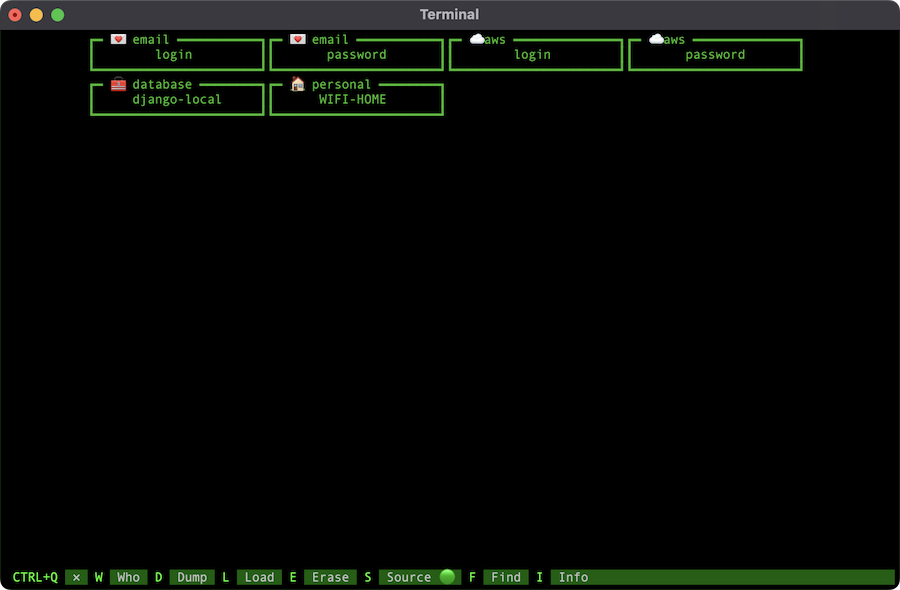 Terminal
email email aws aws
login password login password
database personal
django-local WIFI-HOME
CTRL+Q × W Who D Dump L Load E Erase S Source F Find I Info